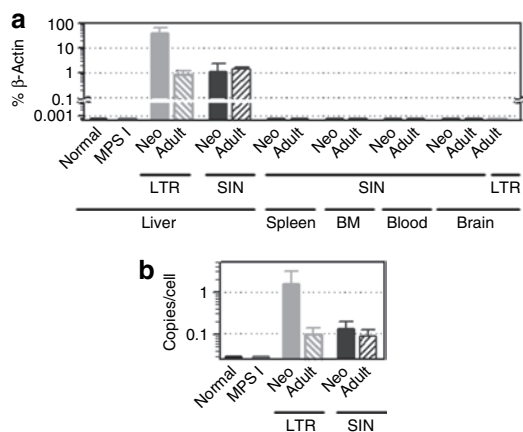 a
% β-Actin
100
10
1
0.1
0.001
Normal MPS I Neo Adult Neo Adult Neo Adult Neo Adult Neo Adult Neo Adult Adult
LTR SIN SIN LTR
Liver Spleen BM Blood Brain
b
Copies/cell
1
0.1
Normal MPS I Neo Adult Neo Adult
LTR SIN